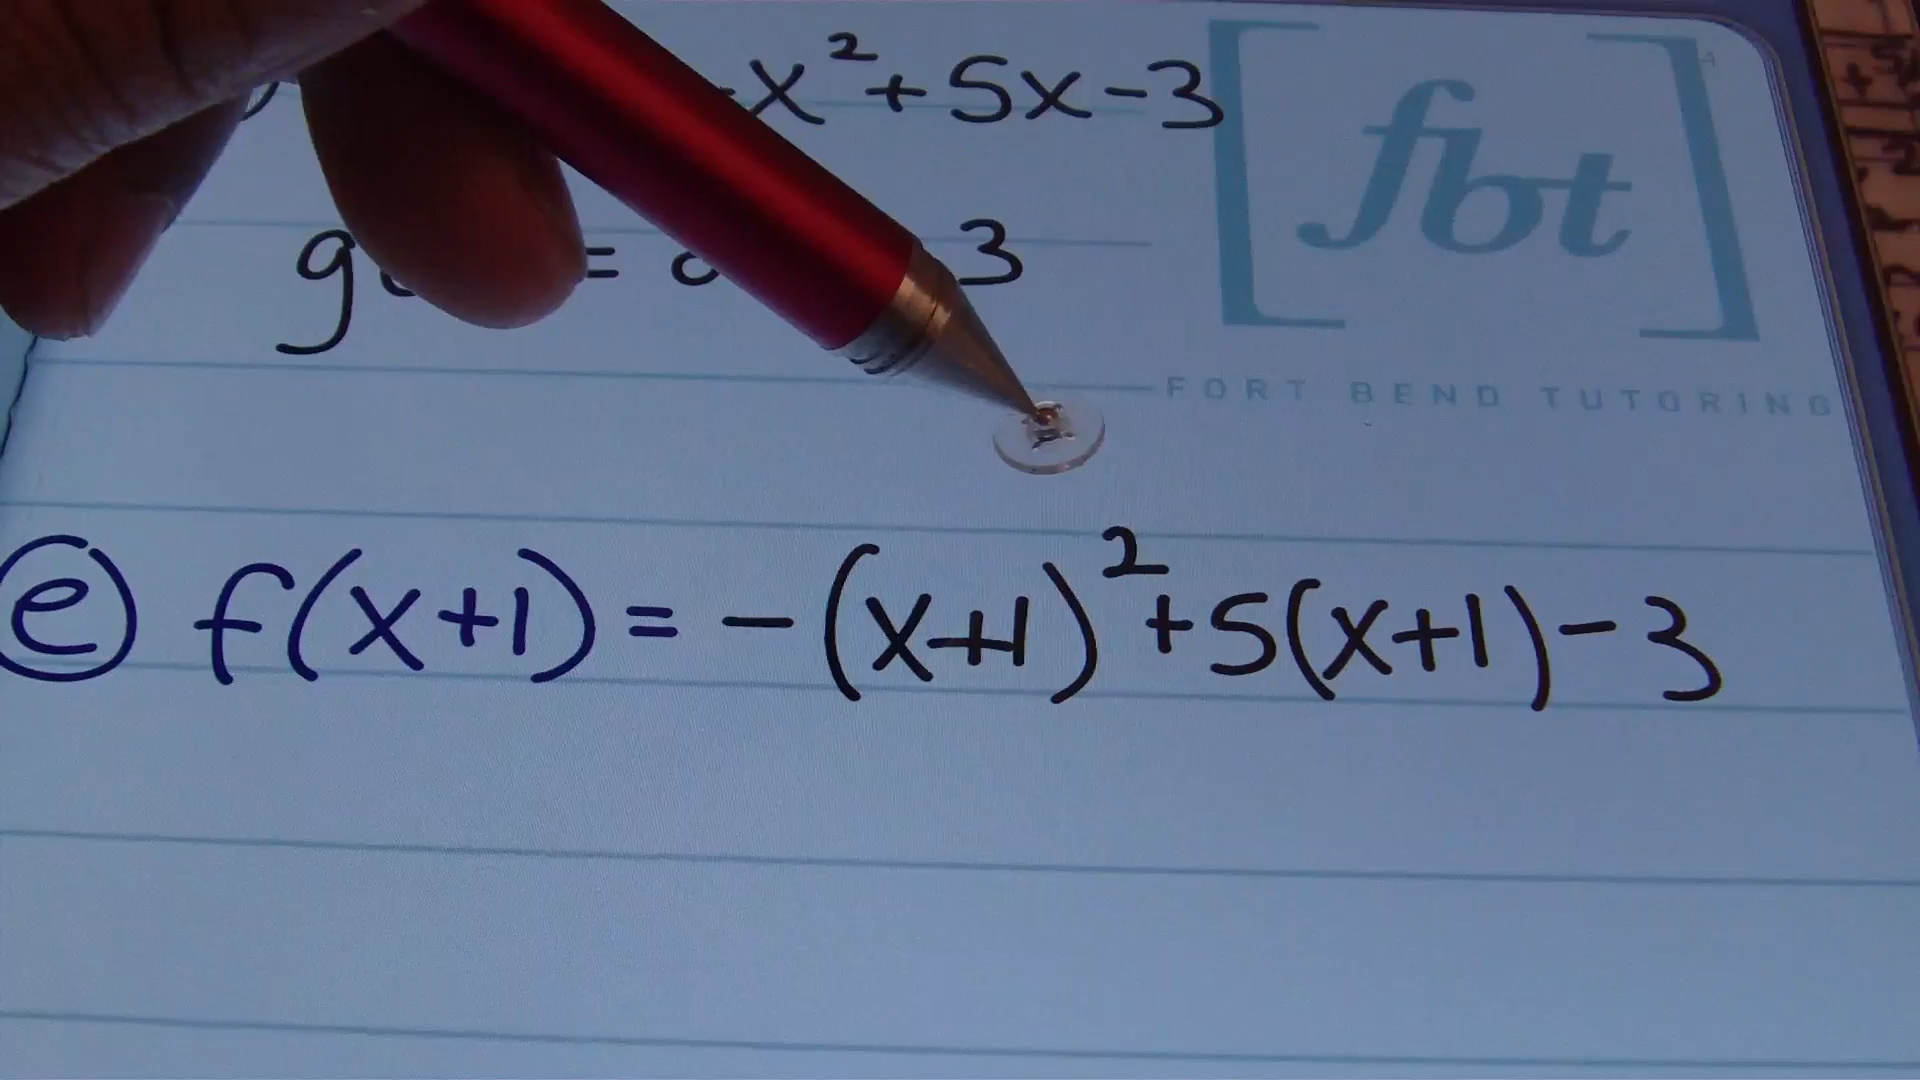 -x²+5x-3
g = 3
fbt
FORT BEND TUTORING
e f(x+1)=-(x+1)²+5(x+1)-3